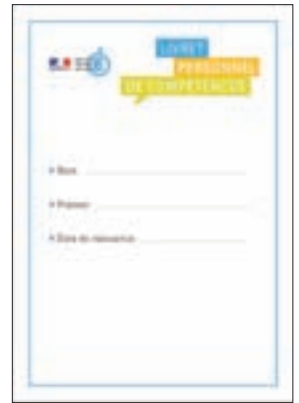 LIVRET
PERSONNEL
DE COMPÉTENCES
Nom
Prénom
Date de naissance